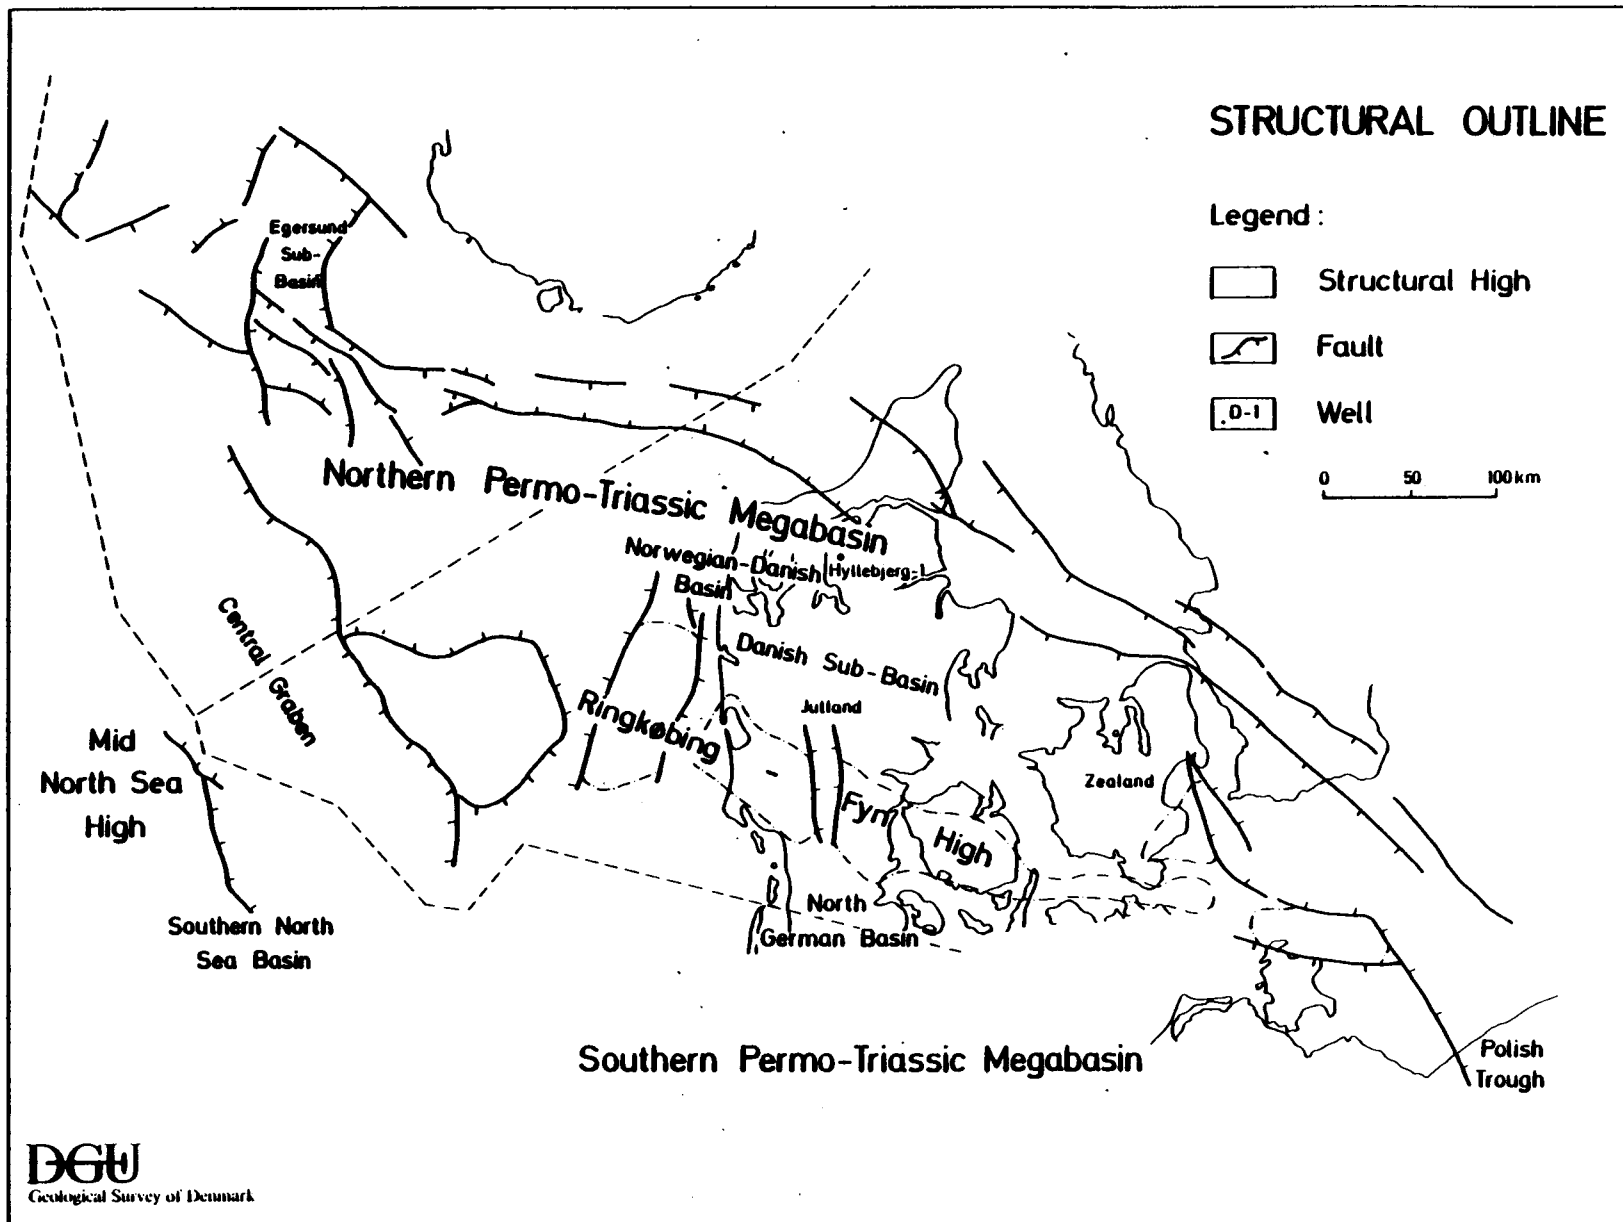 STRUCTURAL OUTLINE
Legend :
Structural High
Fault
.D-1 Well
0 50 100 km
Egersund
Sub-
Basin
Northern Permo-Triassic Megabasin
Norwegian-Danish
Basin
Hyllebjerg-1
Central Graben
Danish Sub-Basin
Jutland
Ringkøbing
Fyn
High
Zealand
Mid
North Sea
High
Southern North
Sea Basin
North
German Basin
Southern Permo-Triassic Megabasin
Polish
Trough
DGU
Geological Survey of Denmark